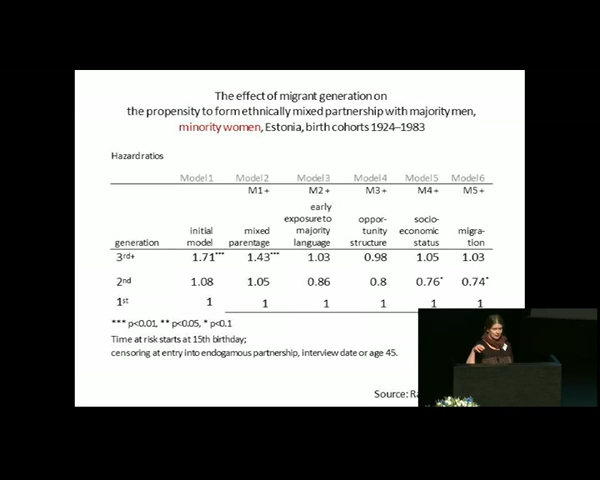 The effect of migrant generation on
the propensity to form ethnically mixed partnership with majority men,
minority women, Estonia, birth cohorts 1924–1983
Hazard ratios
Model1 Model2 Model3 Model4 Model5 Model6
M1+ M2+ M3+ M4+ M5+
generation initial model mixed parentage early exposure to majority language oppor-tunity structure socio-economic status migra-tion
3rd+ 1.71*** 1.43*** 1.03 0.98 1.05 1.03
2nd 1.08 1.05 0.86 0.8 0.76* 0.74*
1st 1 1 1 1 1 1
*** p<0.01, ** p<0.05, * p<0.1
Time at risk starts at 15th birthday;
censoring at entry into endogamous partnership, interview date or age 45.
Source: